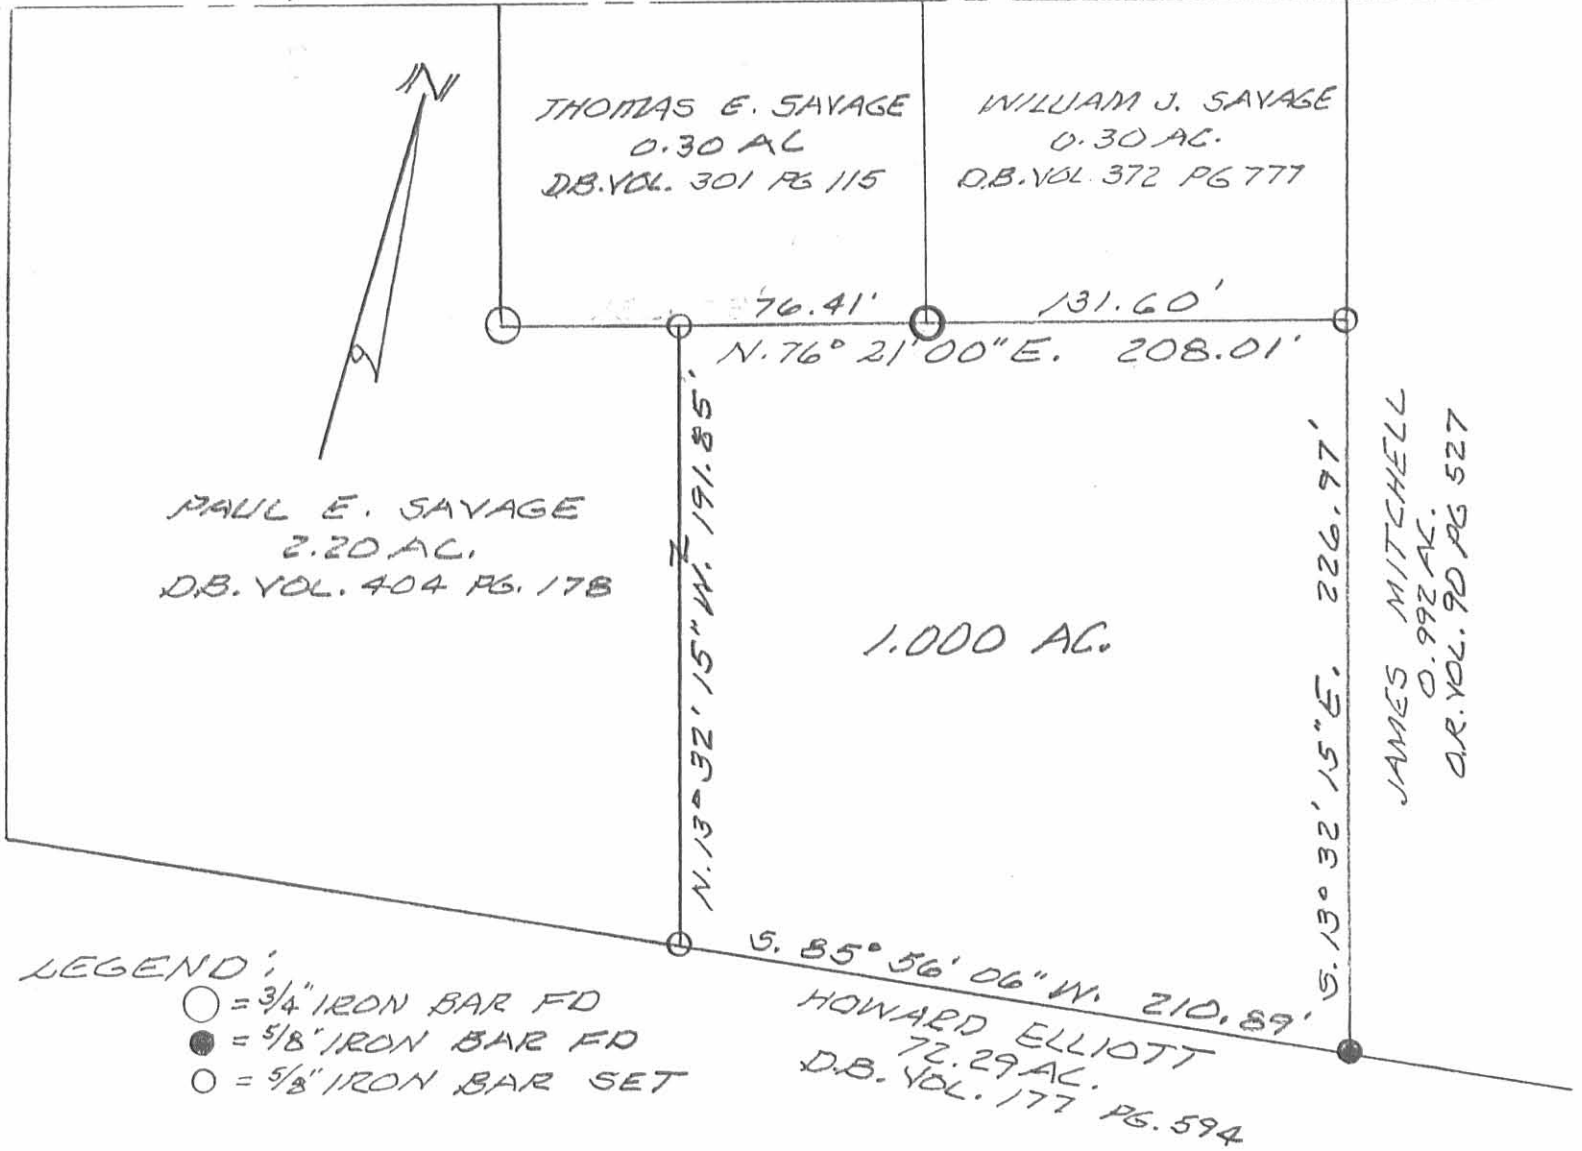 N
THOMAS E. SAVAGE
0.30 AC
D.B. VOL. 301 PG 115
WILLIAM J. SAVAGE
0.30 AC.
D.B. VOL 372 PG 777
76.41'
131.60'
N. 76° 21' 00" E. 208.01'
N. 13° 32' 15" W. 191.85'
PAUL E. SAVAGE
2.20 AC.
D.B. VOL. 404 PG. 178
1.000 AC.
S. 13° 32' 15" E. 226.97'
JAMES MITCHELL
0.992 AC.
O.R. VOL. 90 PG 527
S. 85° 56' 06" W. 210.89'
HOWARD ELLIOTT
72.29 AC.
D.B. VOL. 177 PG. 594
LEGEND:
= 3/4" IRON BAR FD
= 5/8" IRON BAR FD
= 5/8" IRON BAR SET